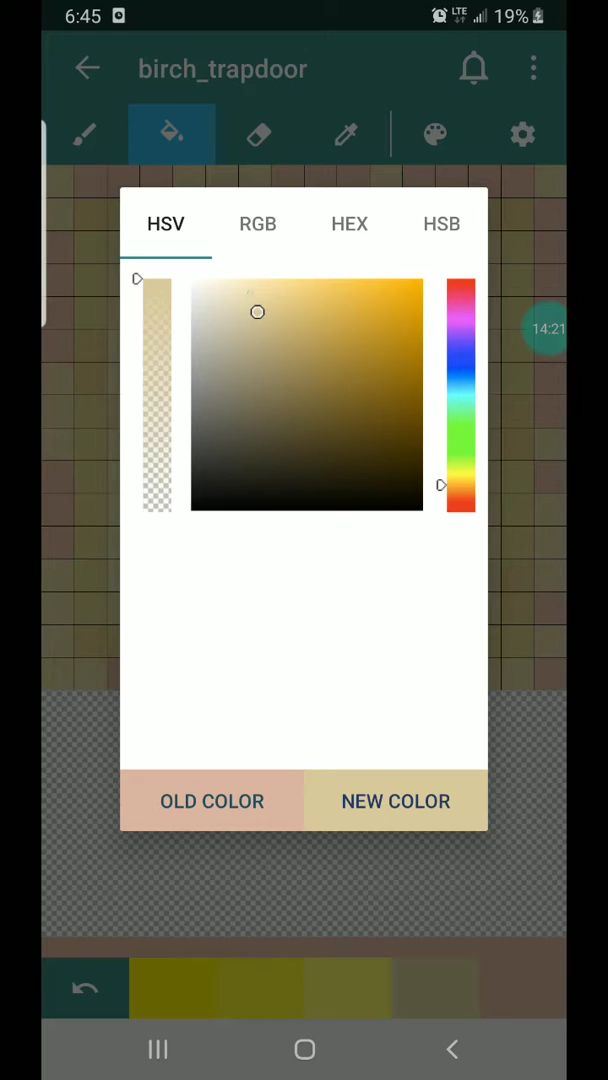 6:45 LTE 19%
birch_trapdoor
HSV RGB HEX HSB
14:21
OLD COLOR NEW COLOR